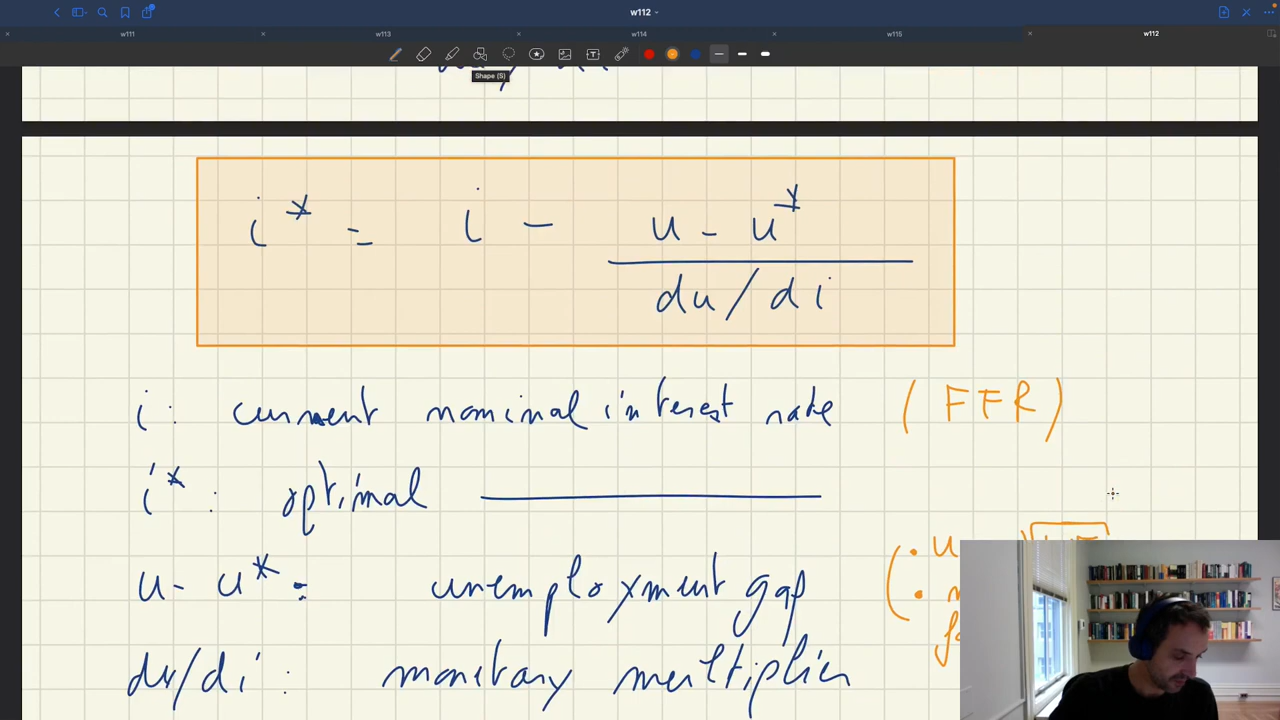 w112
w111
w113
w114
w115
w112
Shape (S)
i* = i - (u - u*) / (du/di)
i: current nominal interest rate (FFR)
i*: optimal
u - u*: unemployment gap
du/di: monetary multiplier